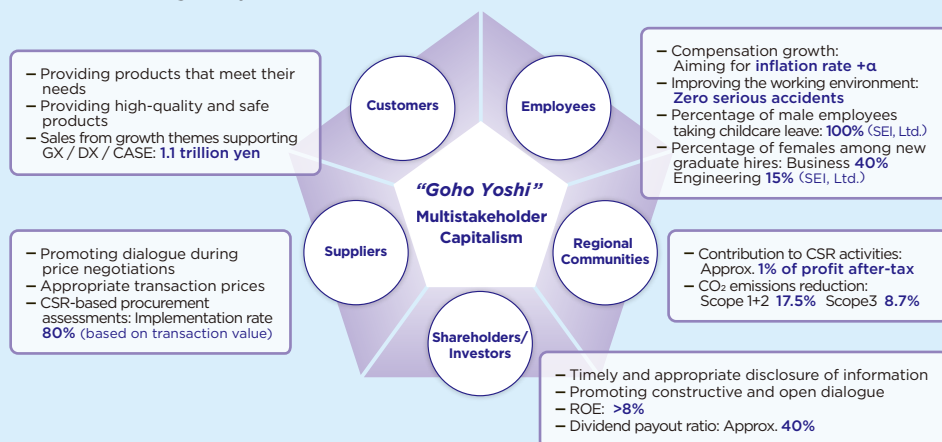 – Providing products that meet their
needs
– Providing high-quality and safe
products
– Sales from growth themes supporting
GX / DX / CASE: 1.1 trillion yen
Customers
Employees
– Compensation growth:
Aiming for inflation rate +α
– Improving the working environment:
Zero serious accidents
– Percentage of male employees
taking childcare leave: 100% (SEI, Ltd.)
– Percentage of females among new
graduate hires: Business 40%
Engineering 15% (SEI, Ltd.)
"Goho Yoshi"
Multistakeholder
Capitalism
Suppliers
– Promoting dialogue during
price negotiations
– Appropriate transaction prices
– CSR-based procurement
assessments: Implementation rate
80% (based on transaction value)
Regional
Communities
– Contribution to CSR activities:
Approx. 1% of profit after-tax
– CO₂ emissions reduction:
Scope 1+2 17.5% Scope3 8.7%
Shareholders/
Investors
– Timely and appropriate disclosure of information
– Promoting constructive and open dialogue
– ROE: >8%
– Dividend payout ratio: Approx. 40%